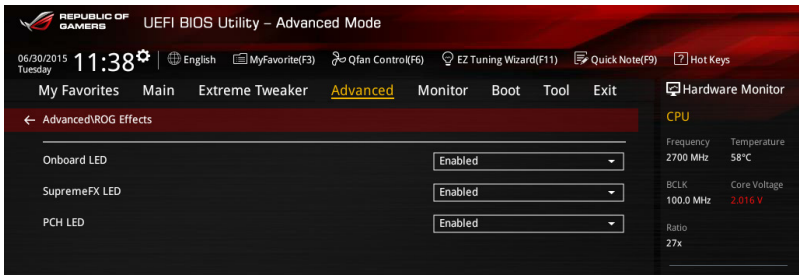 REPUBLIC OF
GAMERS
UEFI BIOS Utility – Advanced Mode
06/30/2015
Tuesday
11:38
English
MyFavorite(F3)
Qfan Control(F6)
EZ Tuning Wizard(F11)
Quick Note(F9)
? Hot Keys
My Favorites Main Extreme Tweaker Advanced Monitor Boot Tool Exit
← Advanced\ROG Effects
Onboard LED Enabled
SupremeFX LED Enabled
PCH LED Enabled
Hardware Monitor
CPU
Frequency Temperature
2700 MHz 58°C
BCLK Core Voltage
100.0 MHz 2.016 V
Ratio
27x